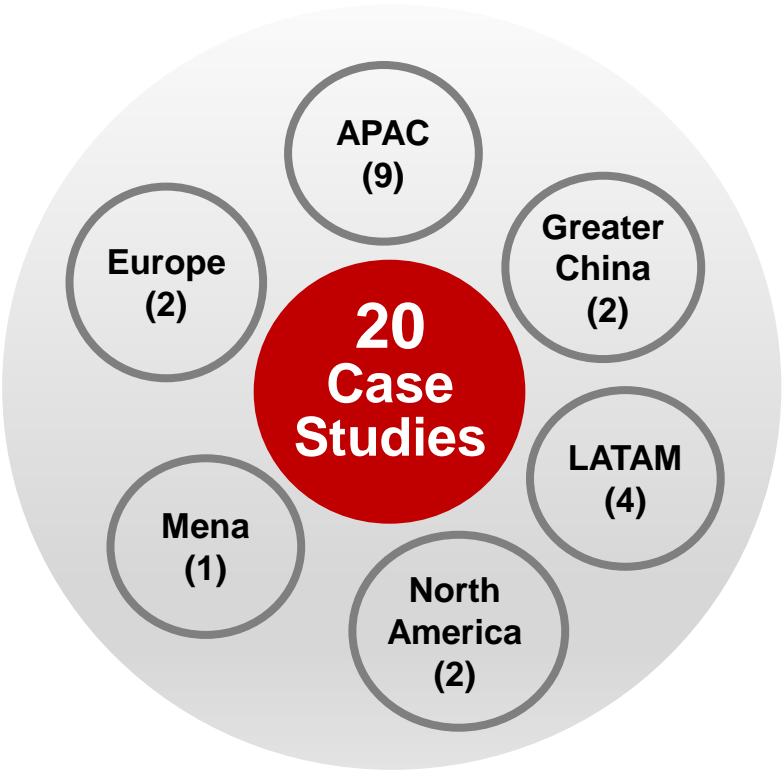 APAC
(9)
Greater
China
(2)
Europe
(2)
20
Case
Studies
LATAM
(4)
Mena
(1)
North
America
(2)